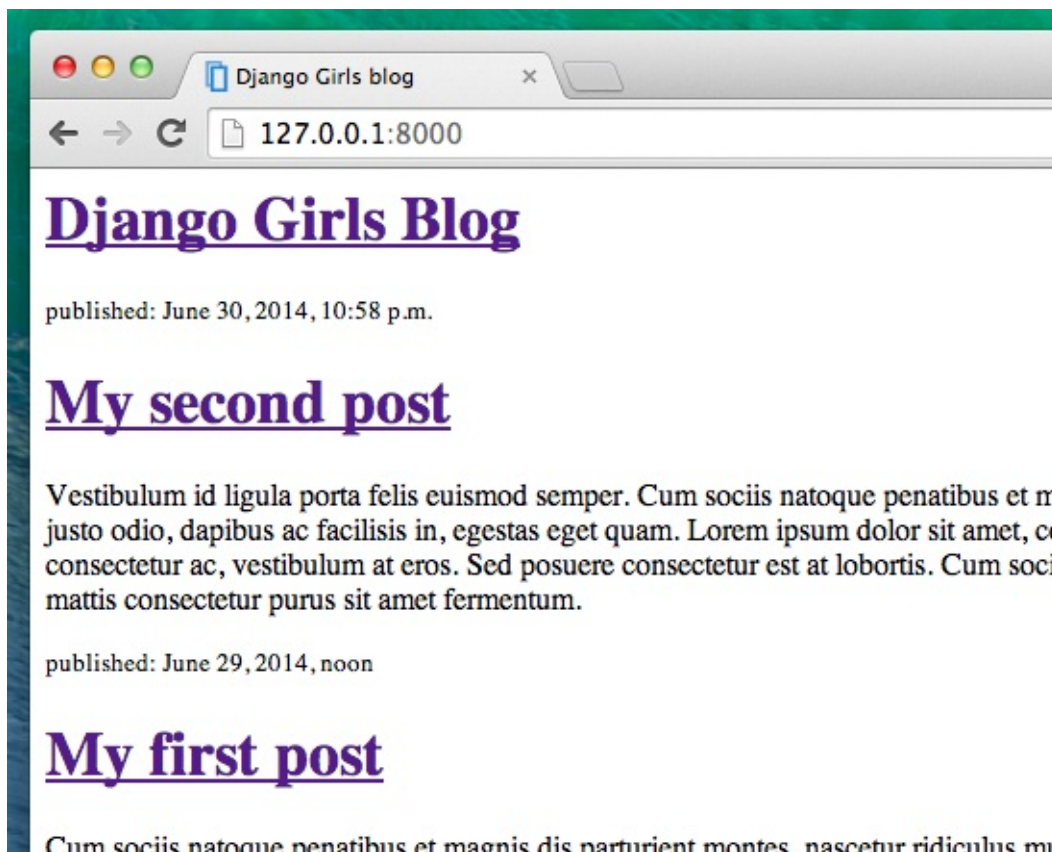 Django Girls blog
127.0.0.1:8000
Django Girls Blog
published: June 30, 2014, 10:58 p.m.
My second post
Vestibulum id ligula porta felis euismod semper. Cum sociis natoque penatibus et
justo odio, dapibus ac facilisis in, egestas eget quam. Lorem ipsum dolor sit amet,
consectetur ac, vestibulum at eros. Sed posuere consectetur est at lobortis. Cum
mattis consectetur purus sit amet fermentum.
published: June 29, 2014, noon
My first post
Cum sociis natoque penatibus et magnis dis parturient montes, nascetur ridiculus